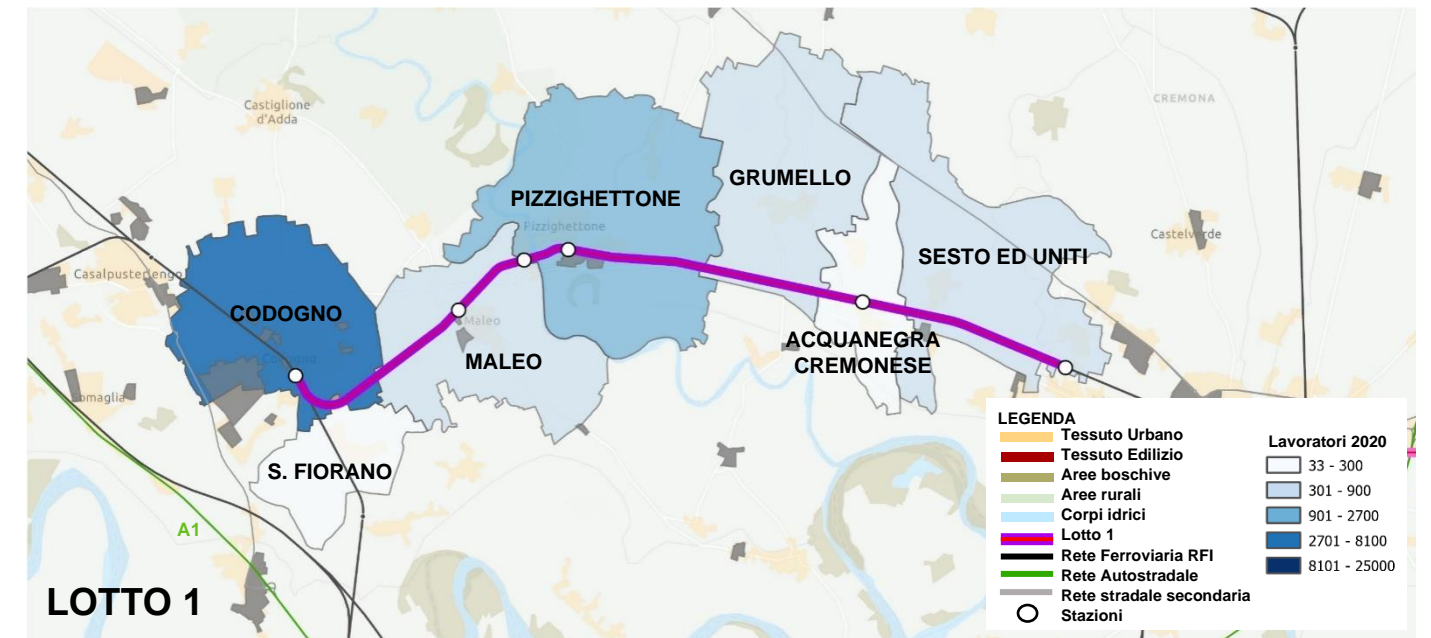 Castiglione
d'Adda
CREMONA
GRUMELLO
PIZZIGHETTONE
Pizzighettone
Castelverde
SESTO ED UNITI
Casalpusterlengo
CODOGNO
Codogno
Maleo
MALEO
ACQUANEGRA
CREMONESE
S. FIORANO
A1
LOTTO 1
LEGENDA
Tessuto Urbano
Tessuto Edilizio
Aree boschive
Aree rurali
Corpi idrici
Lotto 1
Rete Ferroviaria RFI
Rete Autostradale
Rete stradale secondaria
Stazioni
Lavoratori 2020
33 - 300
301 - 900
901 - 2700
2701 - 8100
8101 - 25000